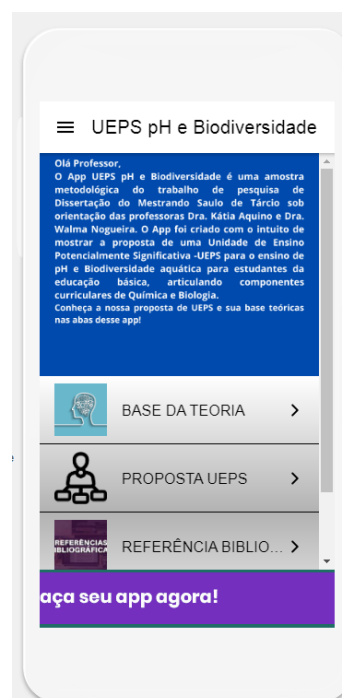 UEPS pH e Biodiversidade
Olá Professor,
O App UEPS pH e Biodiversidade é uma amostra
metodológica do trabalho de pesquisa de
Dissertação do Mestrando Saulo de Tárcio sob
orientação das professoras Dra. Kátia Aquino e Dra.
Walma Nogueira. O App foi criado com o intuito de
mostrar a proposta de uma Unidade de Ensino
Potencialmente Significativa -UEPS para o ensino de
pH e Biodiversidade aquática para estudantes da
educação básica, articulando componentes
curriculares de Química e Biologia.
Conheça a nossa proposta de UEPS e sua base teóricas
nas abas desse app!
BASE DA TEORIA
PROPOSTA UEPS
REFERÊNCIAS
IBLIOGRÁFICA
REFERÊNCIA BIBLIO...
aça seu app agora!